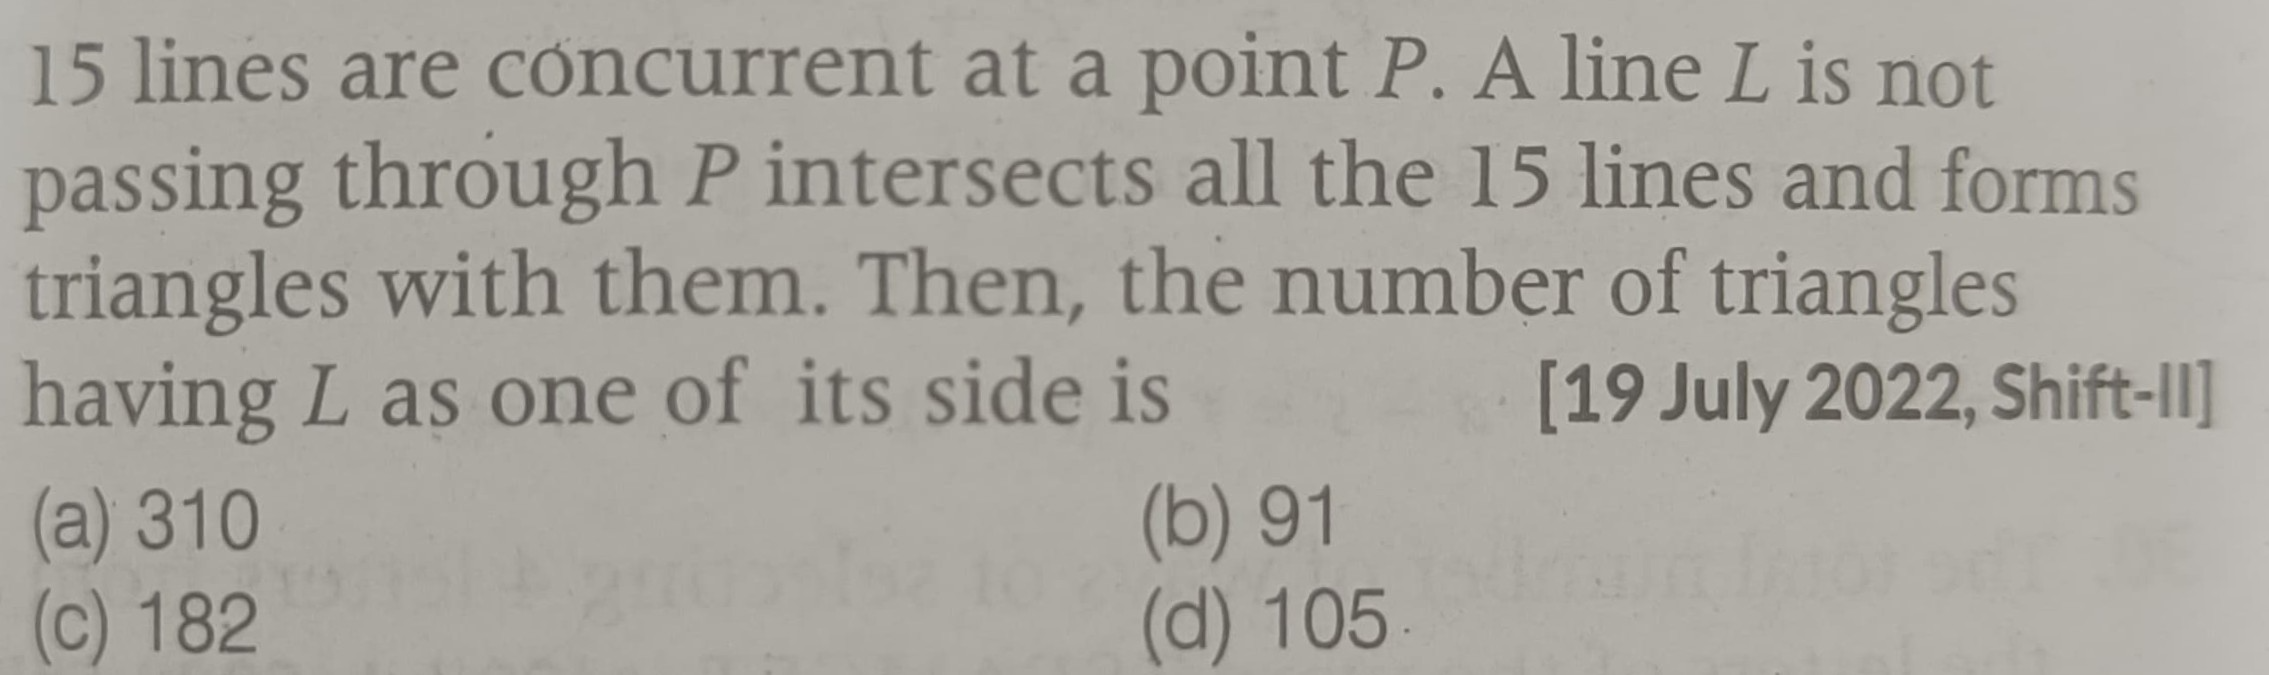 15 lines are concurrent at a point P. A line L is not
passing through P intersects all the 15 lines and forms
triangles with them. Then, the number of triangles
having L as one of its side is [19 July 2022, Shift-II]
(a) 310 (b) 91
(c) 182 (d) 105